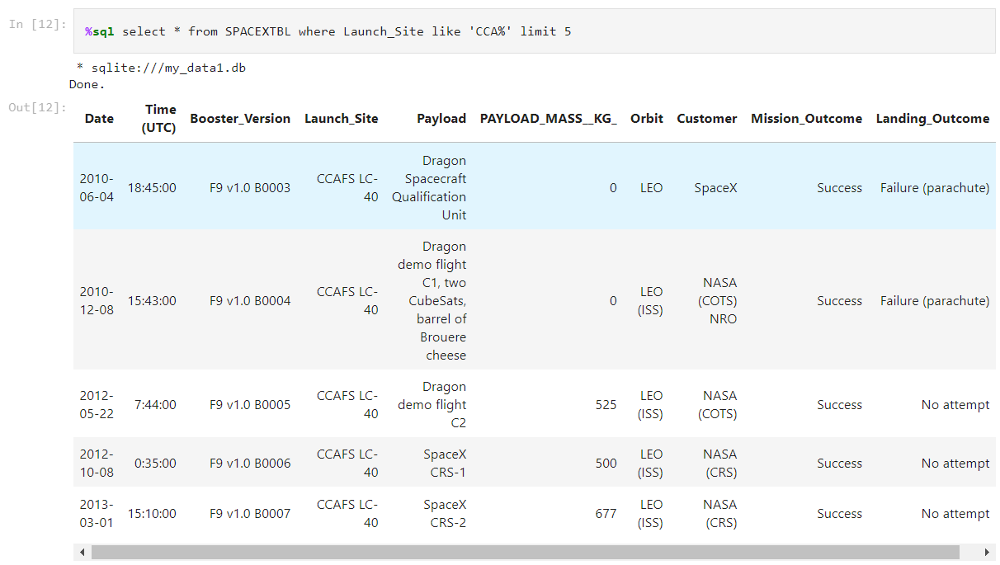 In [12]: %sql select * from SPACEXTBL where Launch_Site like 'CCA%' limit 5
* sqlite:///my_data1.db
Done.
Out[12]:
Date Time (UTC) Booster_Version Launch_Site Payload PAYLOAD_MASS__KG_ Orbit Customer Mission_Outcome Landing_Outcome
2010-06-04 18:45:00 F9 v1.0 B0003 CCAFS LC-40 Dragon Spacecraft Qualification Unit 0 LEO SpaceX Success Failure (parachute)
2010-12-08 15:43:00 F9 v1.0 B0004 CCAFS LC-40 Dragon demo flight C1, two CubeSats, barrel of Brouere cheese 0 LEO (ISS) NASA (COTS) NRO Success Failure (parachute)
2012-05-22 7:44:00 F9 v1.0 B0005 CCAFS LC-40 Dragon demo flight C2 525 LEO (ISS) NASA (COTS) Success No attempt
2012-10-08 0:35:00 F9 v1.0 B0006 CCAFS LC-40 SpaceX CRS-1 500 LEO (ISS) NASA (CRS) Success No attempt
2013-03-01 15:10:00 F9 v1.0 B0007 CCAFS LC-40 SpaceX CRS-2 677 LEO (ISS) NASA (CRS) Success No attempt